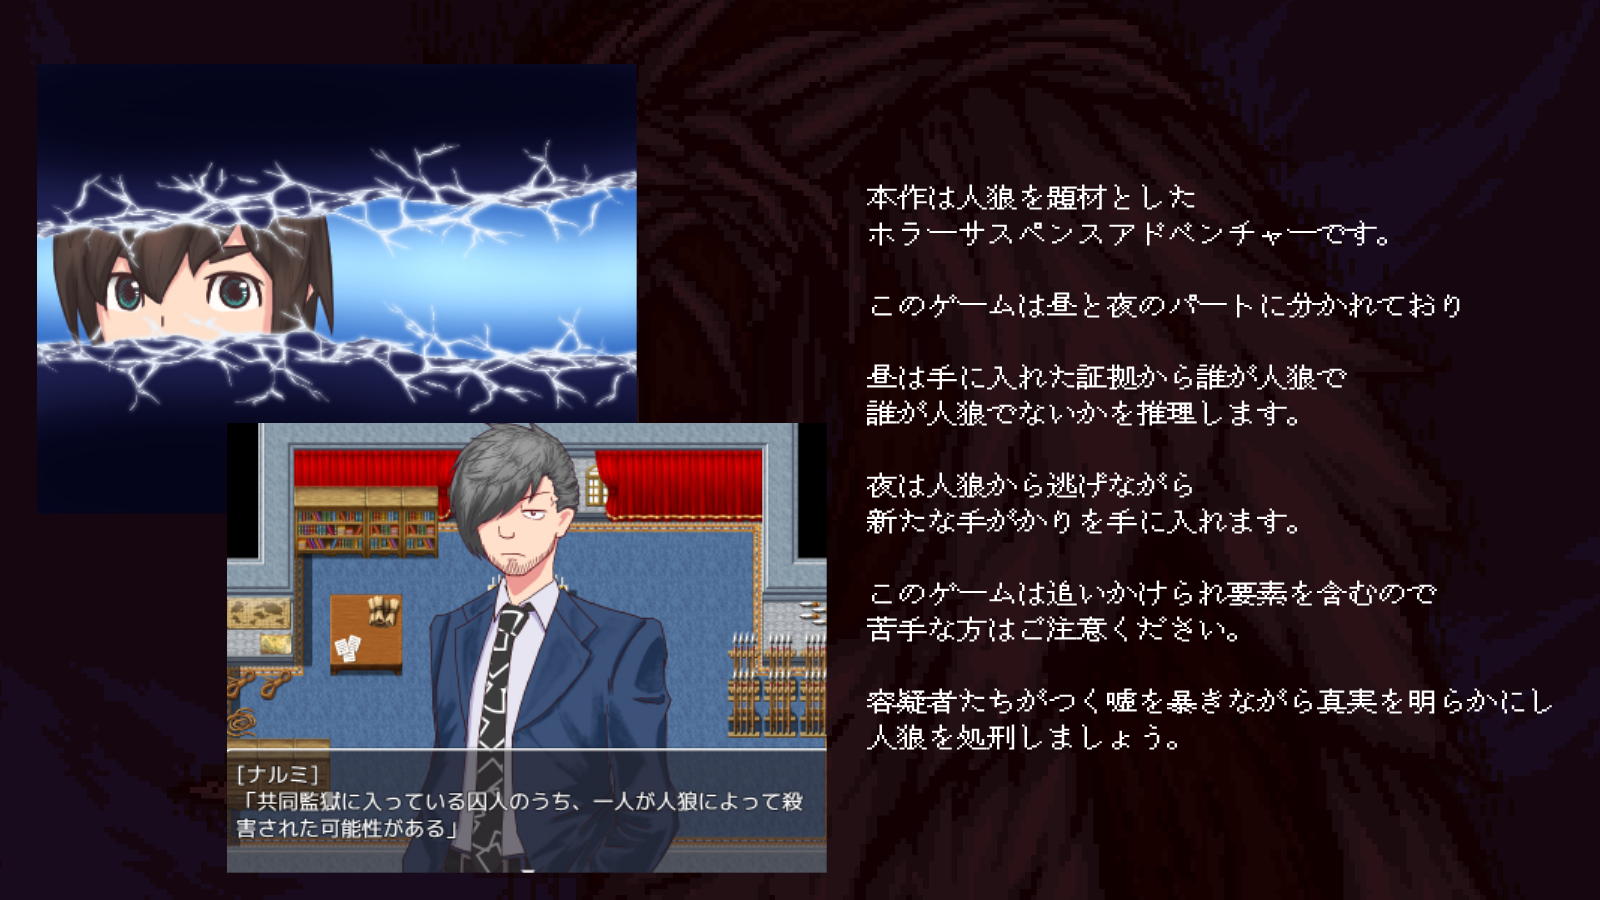 本作は人狼を題材とした
ホラーサスペンスアドベンチャーです。
このゲームは昼と夜のパートに分かれており
昼は手に入れた証拠から誰が人狼で
誰が人狼でないかを推理します。
夜は人狼から逃げながら
新たな手がかりを手に入れます。
このゲームは追いかけられ要素を含むので
苦手な方はご注意ください。
容疑者たちがつく嘘を暴きながら真実を明らかにし
人狼を処刑しましょう。
[ナルミ]
「共同監獄に入っている囚人のうち、一人が人狼によって殺
害された可能性がある」